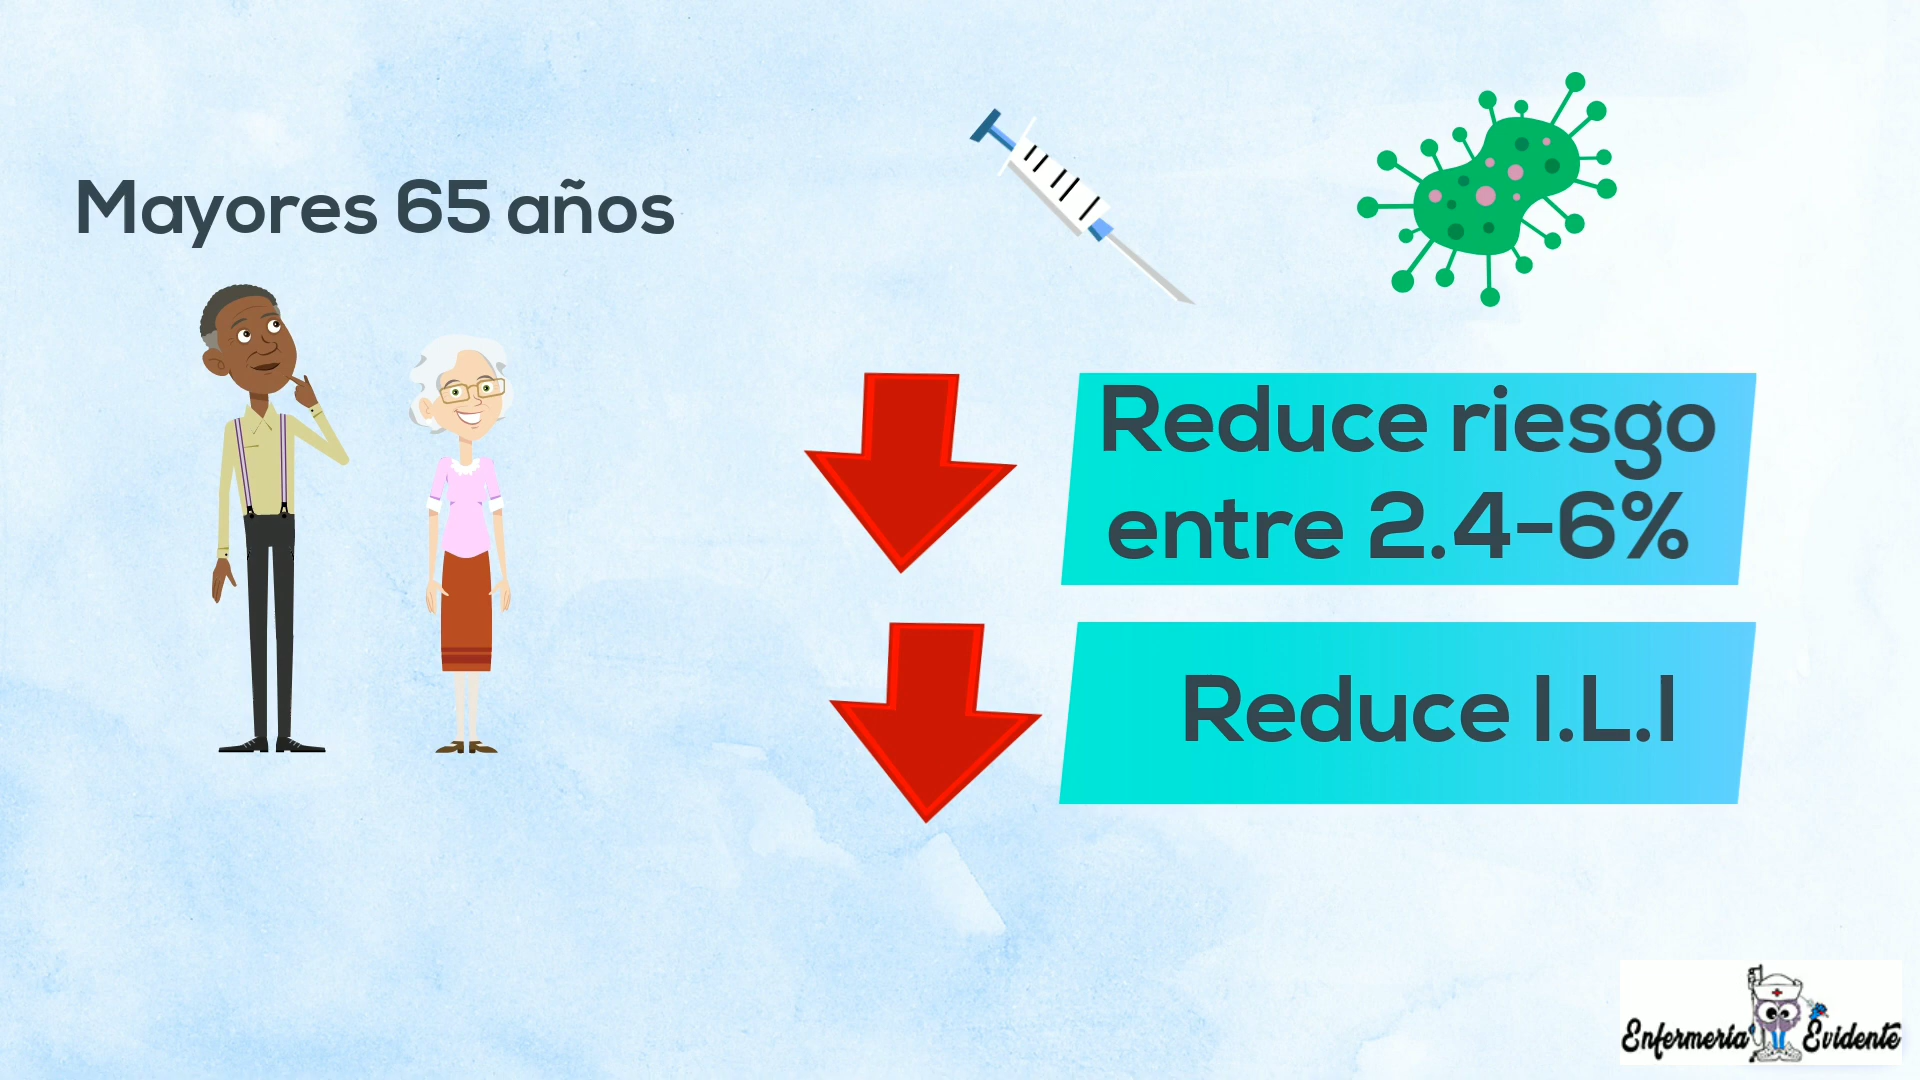 Mayores 65 años
Reduce riesgo
entre 2.4-6%
Reduce I.L.I
Enfermería Evidente